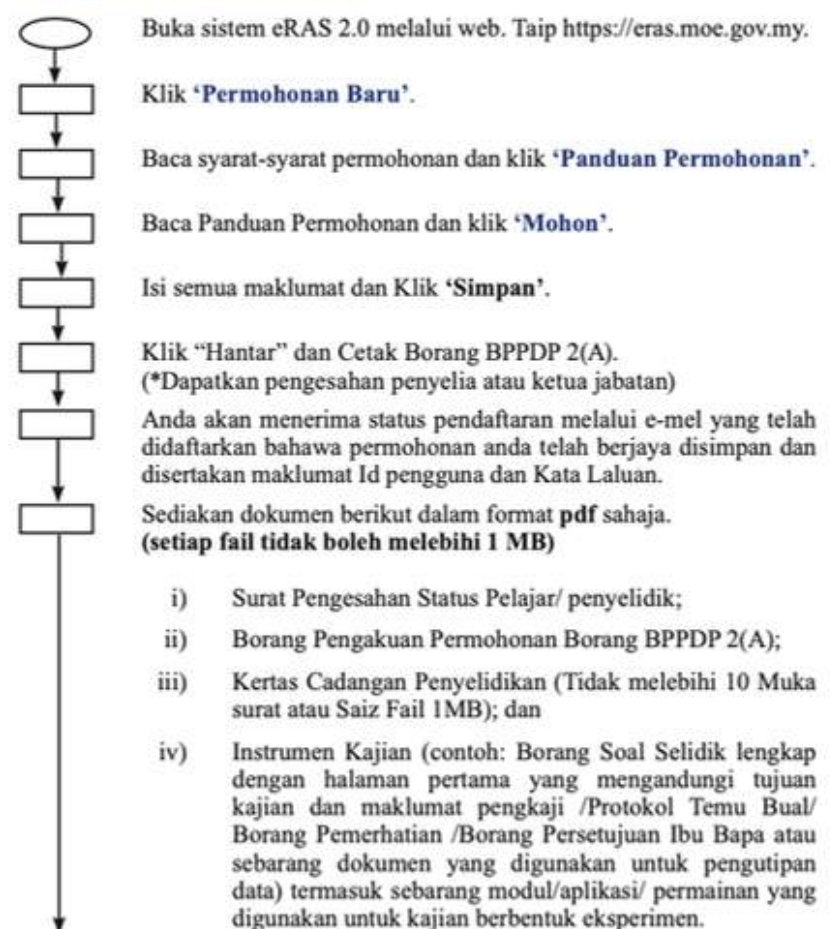 Buka sistem eRAS 2.0 melalui web. Taip https://eras.moe.gov.my.
Klik ‘Permohonan Baru’.
Baca syarat-syarat permohonan dan klik ‘Panduan Permohonan’.
Baca Panduan Permohonan dan klik ‘Mohon’.
Isi semua maklumat dan Klik ‘Simpan’.
Klik “Hantar” dan Cetak Borang BPPDP 2(A).
(*Dapatkan pengesahan penyelia atau ketua jabatan)
Anda akan menerima status pendaftaran melalui e-mel yang telah
didaftarkan bahawa permohonan anda telah berjaya disimpan dan
disertakan maklumat Id pengguna dan Kata Laluan.
Sediakan dokumen berikut dalam format pdf sahaja.
(setiap fail tidak boleh melebihi 1 MB)
i) Surat Pengesahan Status Pelajar/ penyelidik;
ii) Borang Pengakuan Permohonan Borang BPPDP 2(A);
iii) Kertas Cadangan Penyelidikan (Tidak melebihi 10 Muka
surat atau Saiz Fail 1MB); dan
iv) Instrumen Kajian (contoh: Borang Soal Selidik lengkap
dengan halaman pertama yang mengandungi tujuan
kajian dan maklumat pengkaji /Protokol Temu Bual/
Borang Pemerhatian /Borang Persetujuan Ibu Bapa atau
sebarang dokumen yang digunakan untuk pengutipan
data) termasuk sebarang modul/aplikasi/ permainan yang
digunakan untuk kajian berbentuk eksperimen.